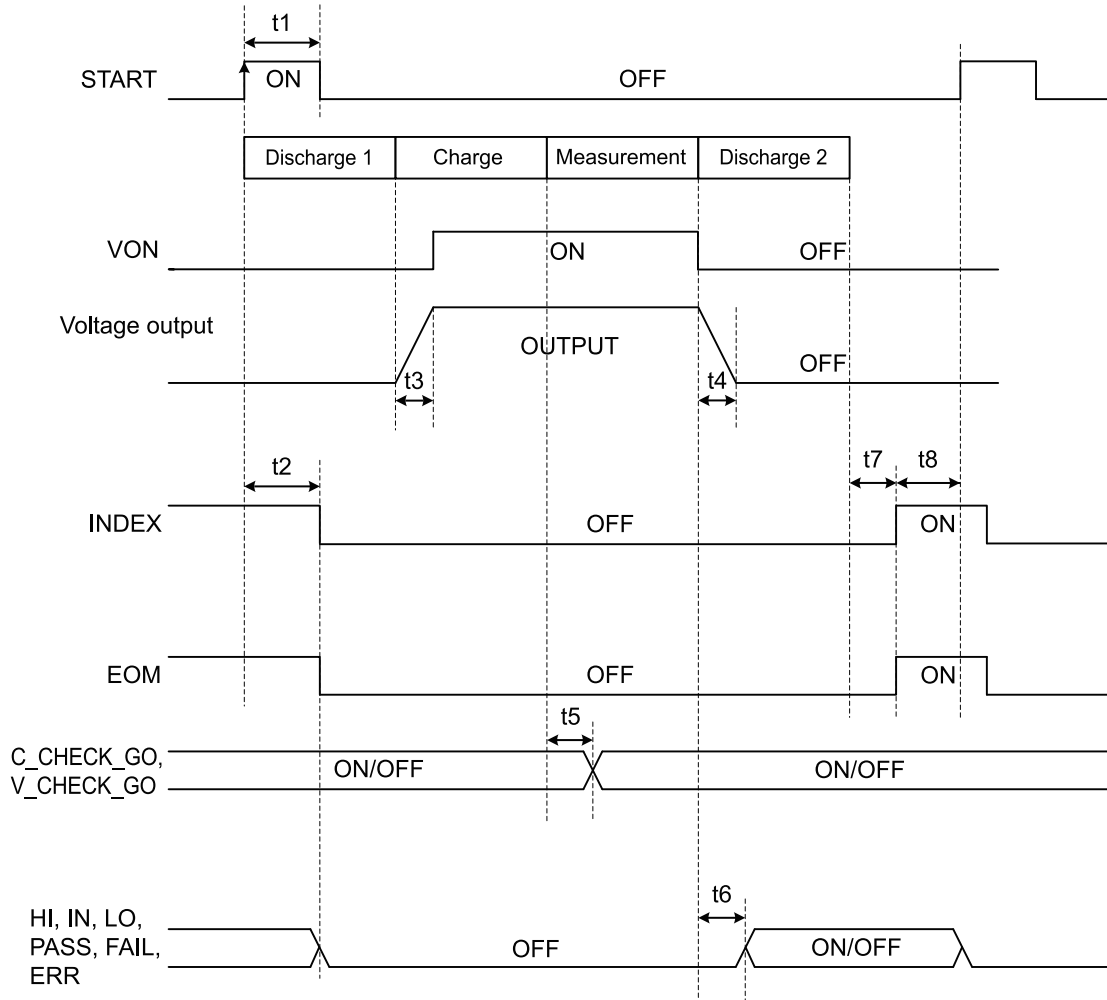 t1
START
ON
OFF
Discharge 1
Charge
Measurement
Discharge 2
VON
ON
OFF
Voltage output
OUTPUT
OFF
t3
t4
t2
t7
t8
INDEX
OFF
ON
EOM
OFF
ON
t5
C_CHECK_GO,
V_CHECK_GO
ON/OFF
ON/OFF
t6
HI, IN, LO,
PASS, FAIL,
ERR
OFF
ON/OFF